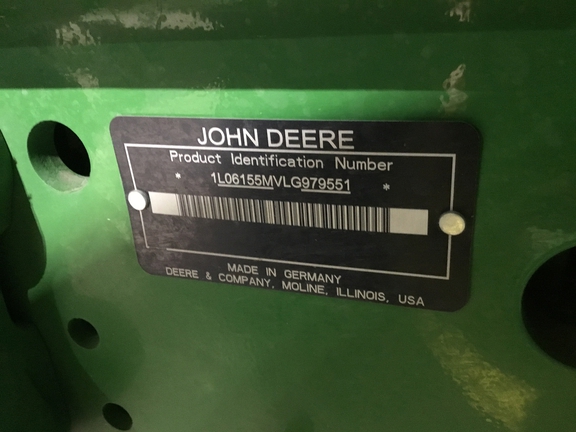 JOHN DEERE
Product Identification Number
* 1L06155MVLG979551 *
MADE IN GERMANY
DEERE & COMPANY, MOLINE, ILLINOIS, USA